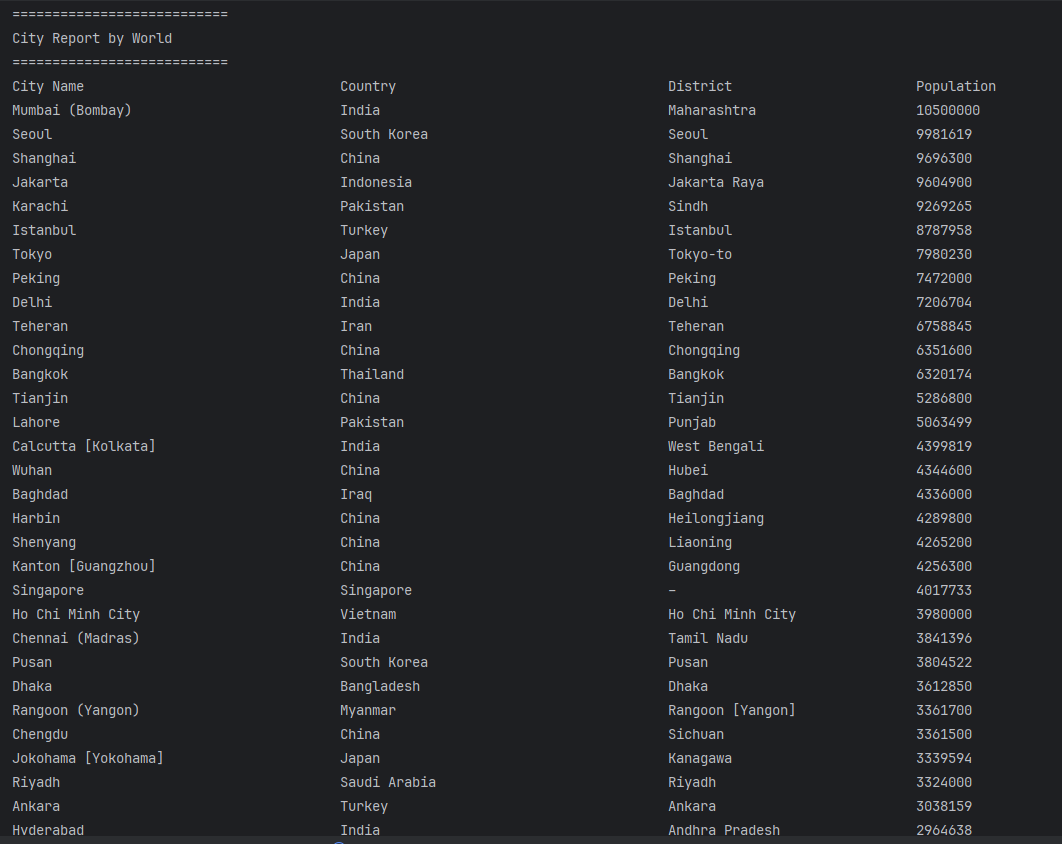 ===========================
City Report by World
===========================
City Name Country District Population
Mumbai (Bombay) India Maharashtra 10500000
Seoul South Korea Seoul 9981619
Shanghai China Shanghai 9696300
Jakarta Indonesia Jakarta Raya 9604900
Karachi Pakistan Sindh 9269265
Istanbul Turkey Istanbul 8787958
Tokyo Japan Tokyo-to 7980230
Peking China Peking 7472000
Delhi India Delhi 7206704
Teheran Iran Teheran 6758845
Chongqing China Chongqing 6351600
Bangkok Thailand Bangkok 6320174
Tianjin China Tianjin 5286800
Lahore Pakistan Punjab 5063499
Calcutta [Kolkata] India West Bengali 4399819
Wuhan China Hubei 4344600
Baghdad Iraq Baghdad 4336000
Harbin China Heilongjiang 4289800
Shenyang China Liaoning 4265200
Kanton [Guangzhou] China Guangdong 4256300
Singapore Singapore – 4017733
Ho Chi Minh City Vietnam Ho Chi Minh City 3980000
Chennai (Madras) India Tamil Nadu 3841396
Pusan South Korea Pusan 3804522
Dhaka Bangladesh Dhaka 3612850
Rangoon (Yangon) Myanmar Rangoon [Yangon] 3361700
Chengdu China Sichuan 3361500
Jokohama [Yokohama] Japan Kanagawa 3339594
Riyadh Saudi Arabia Riyadh 3324000
Ankara Turkey Ankara 3038159
Hyderabad India Andhra Pradesh 2964638